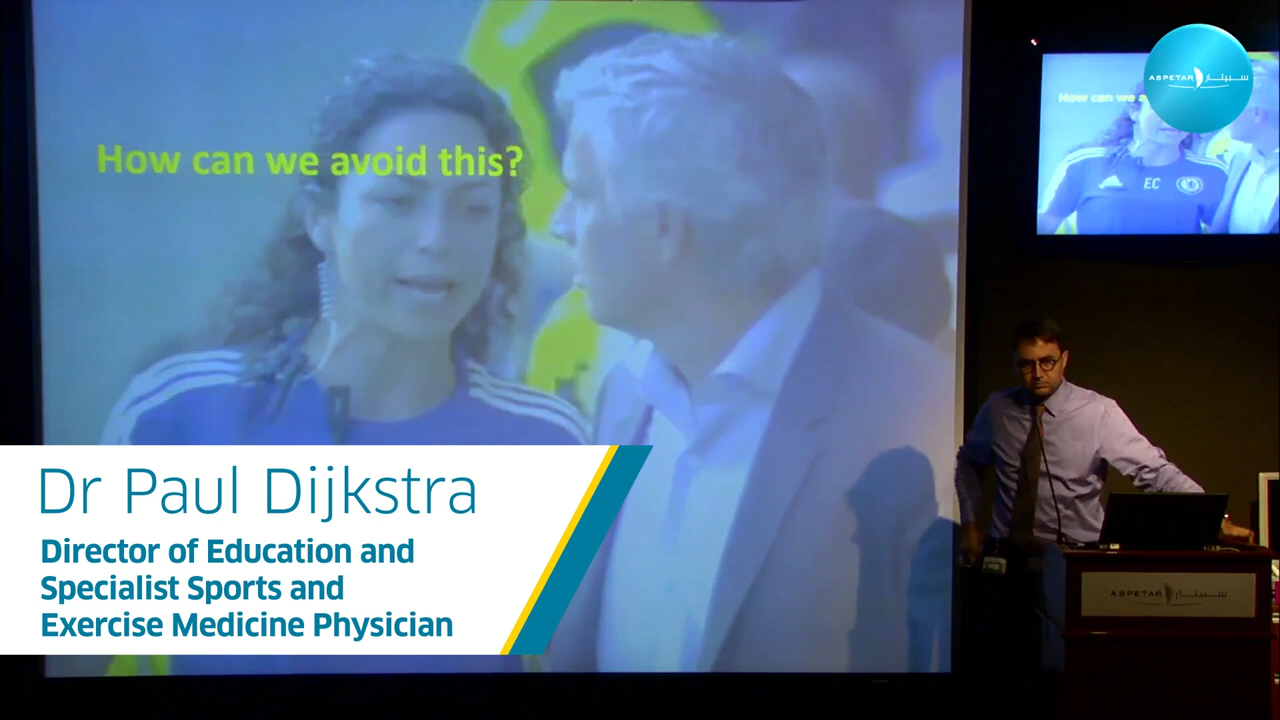 How can we avoid this?
ASPETAR سبيتار
How can we a
EC
Dr Paul Dijkstra
Director of Education and
Specialist Sports and
Exercise Medicine Physician
ASPETAR سبيتار